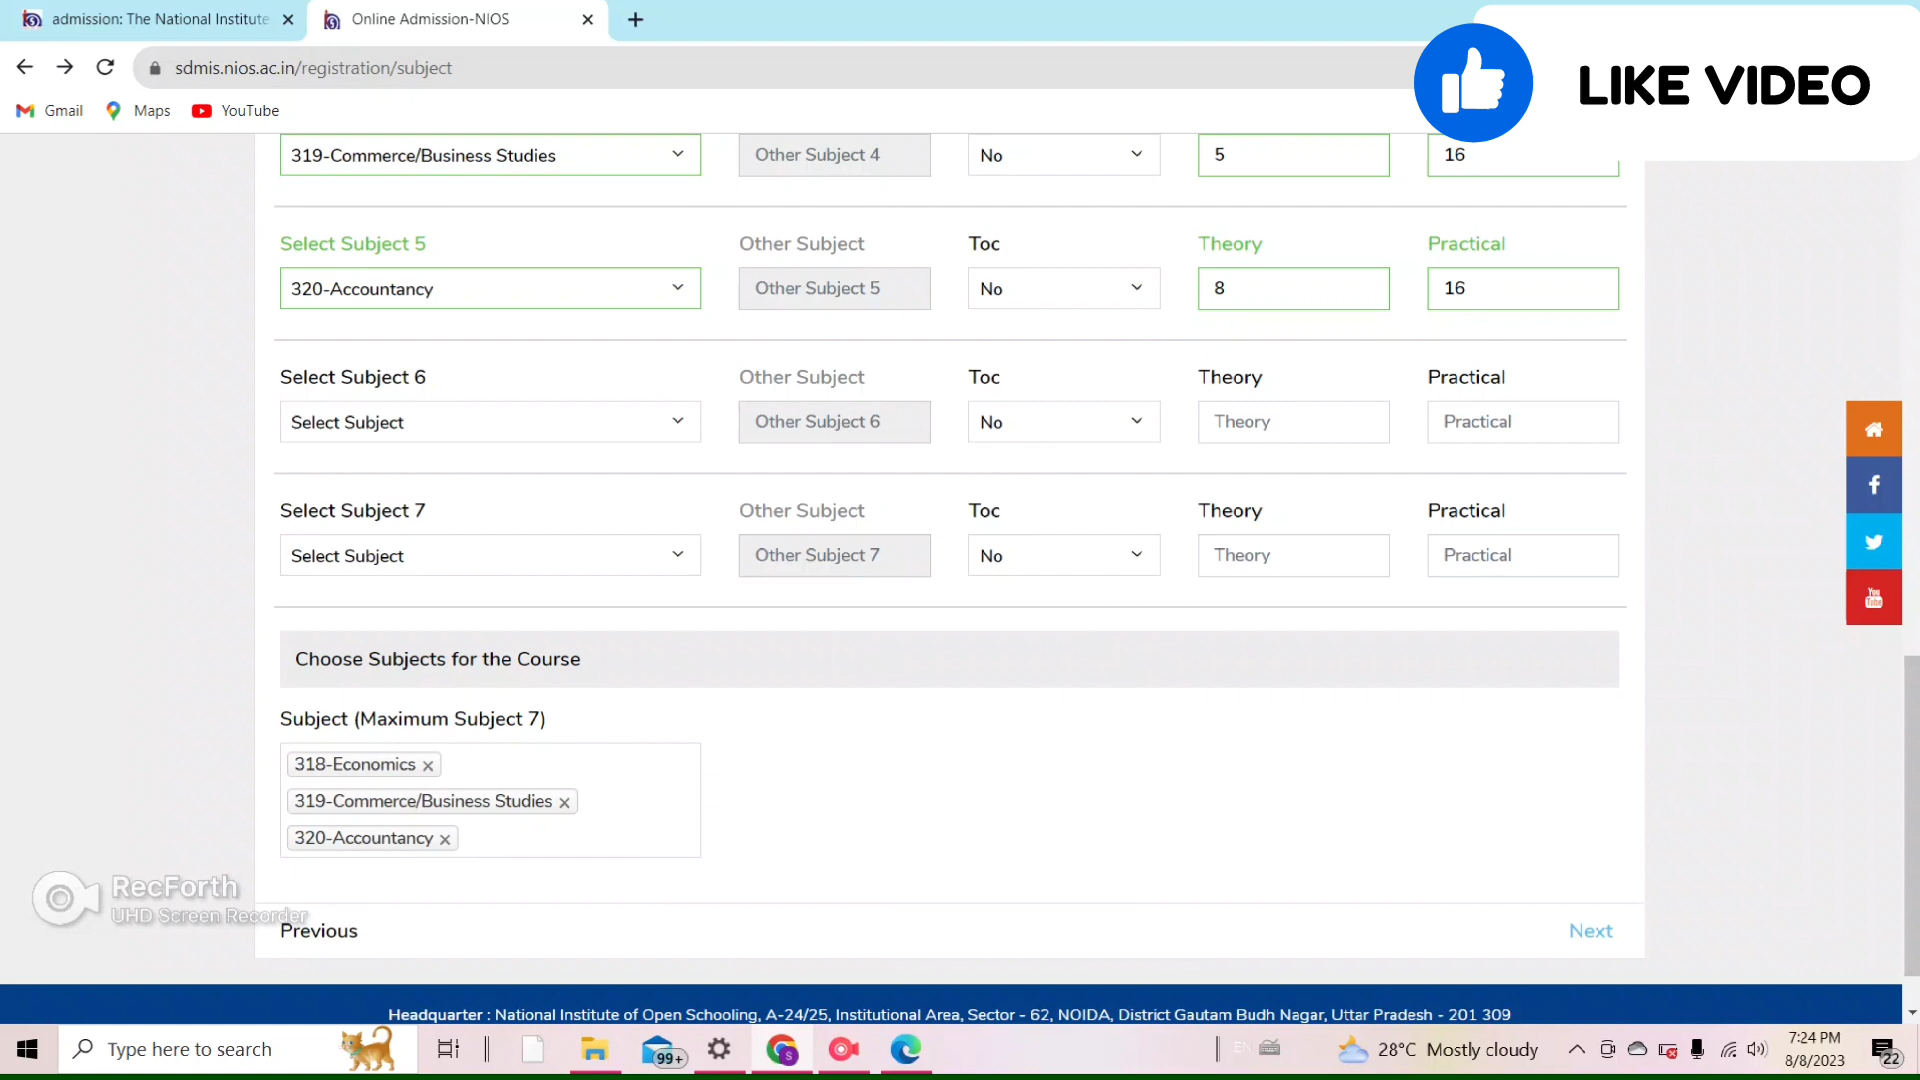 admission: The National Institute
Online Admission-NIOS
sdmis.nios.ac.in/registration/subject
LIKE VIDEO
Gmail
Maps
YouTube
319-Commerce/Business Studies
Other Subject 4
No
5
16
Select Subject 5
Other Subject
Toc
Theory
Practical
320-Accountancy
Other Subject 5
No
8
16
Select Subject 6
Other Subject
Toc
Theory
Practical
Select Subject
Other Subject 6
No
Theory
Practical
Select Subject 7
Other Subject
Toc
Theory
Practical
Select Subject
Other Subject 7
No
Theory
Practical
You
Tube
Choose Subjects for the Course
Subject (Maximum Subject 7)
318-Economics
319-Commerce/Business Studies
320-Accountancy
RecForth
UHD Screen Recorder
Previous
Next
Headquarter : National Institute of Open Schooling, A-24/25, Institutional Area, Sector - 62, NOIDA, District Gautam Budh Nagar, Uttar Pradesh - 201 309
Type here to search
99+
S
28°C Mostly cloudy
7:24 PM
8/8/2023
22